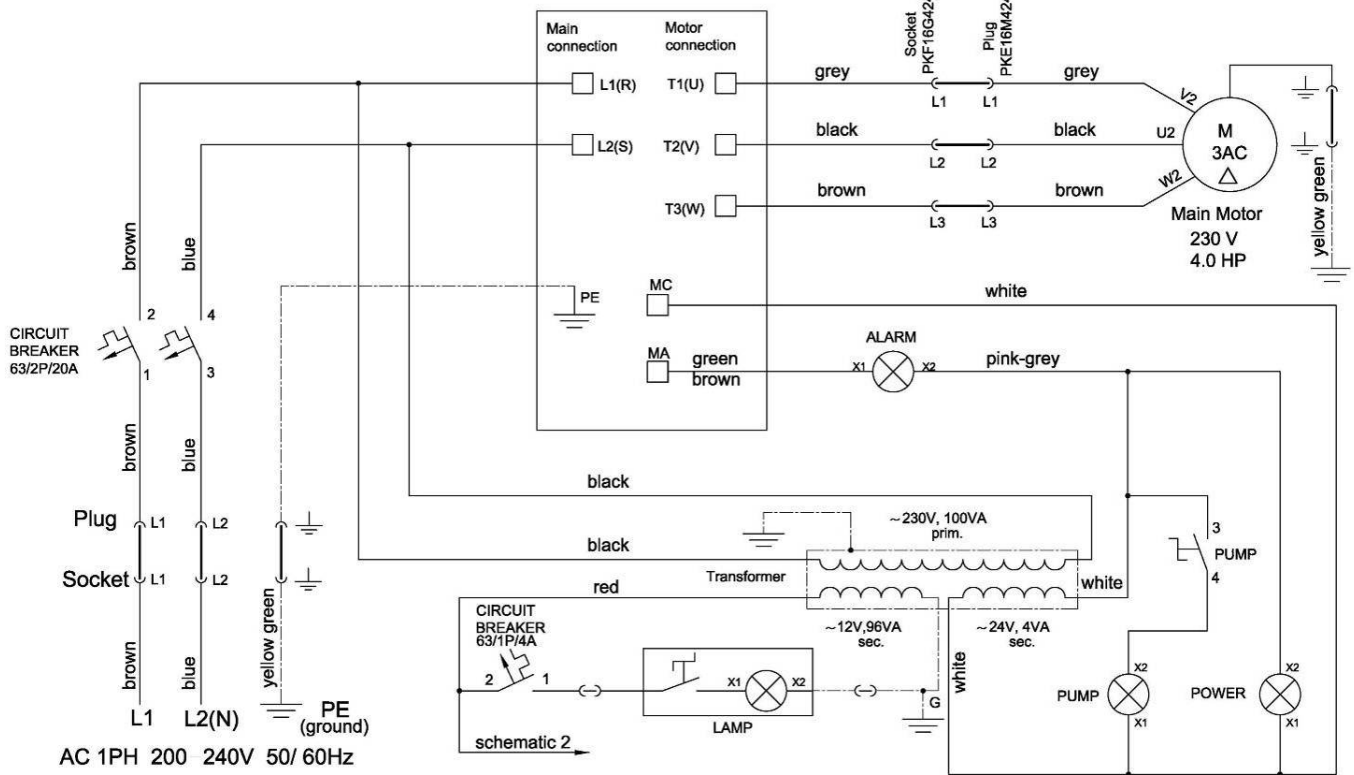 Main
connection
Motor
connection
Socket
PKF16G424
Plug
PKE16M424
L1(R)
T1(U)
grey
L1
L1
grey
V2
L2(S)
T2(V)
black
L2
L2
black
U2
M
3AC
T3(W)
brown
L3
L3
brown
W2
Main Motor
230 V
4.0 HP
yellow green
brown
blue
PE
MC
white
2
4
CIRCUIT
BREAKER
63/2P/20A
1
3
MA
green
brown
ALARM
X1
X2
pink-grey
brown
blue
black
Plug
L1
L2
~230V, 100VA
prim.
3
PUMP
4
black
Socket
L1
L2
Transformer
white
red
CIRCUIT
BREAKER
63/1P/4A
~12V,96VA
sec.
~24V, 4VA
sec.
brown
blue
yellow green
2
1
X1
X2
LAMP
G
white
PUMP
X2
X1
POWER
X2
X1
L1
L2(N)
PE
(ground)
schematic 2
AC 1PH 200 240V 50/ 60Hz